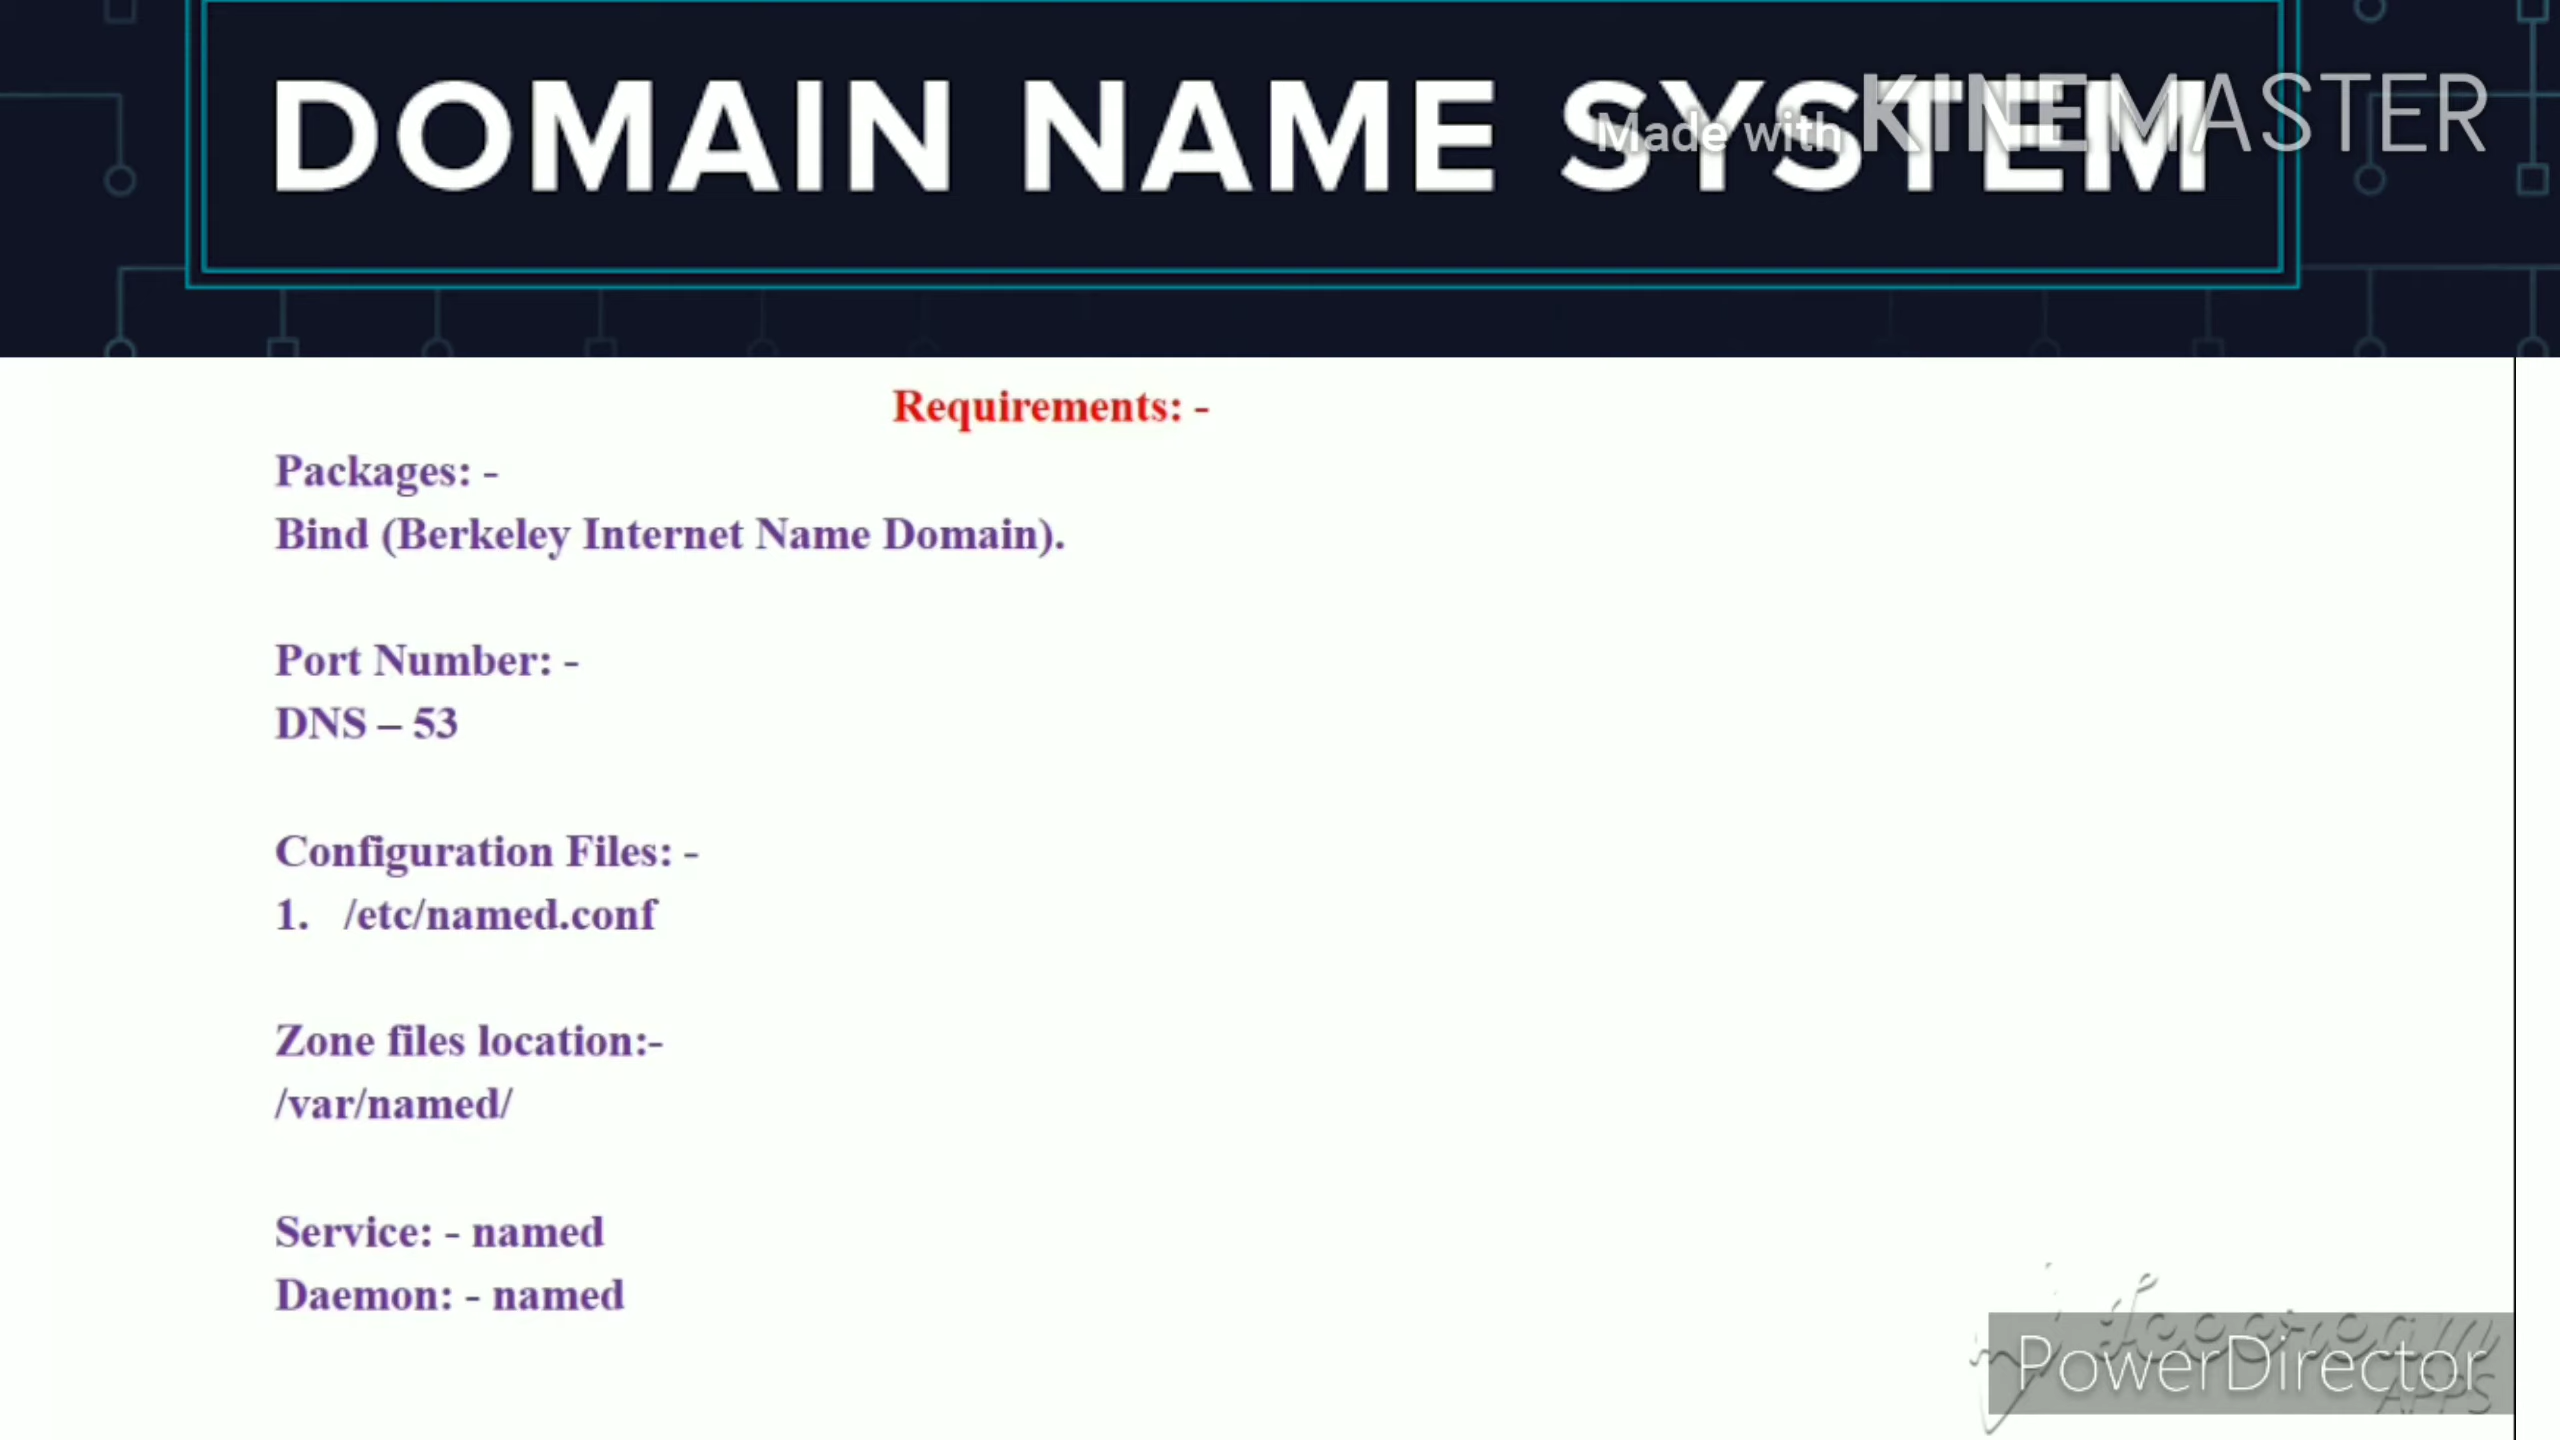 DOMAIN NAME SYSTEM
Made with KINEMASTER
Requirements: -
Packages: -
Bind (Berkeley Internet Name Domain).
Port Number: -
DNS – 53
Configuration Files: -
1. /etc/named.conf
Zone files location:-
/var/named/
Service: - named
Daemon: - named
PowerDirector
APPS